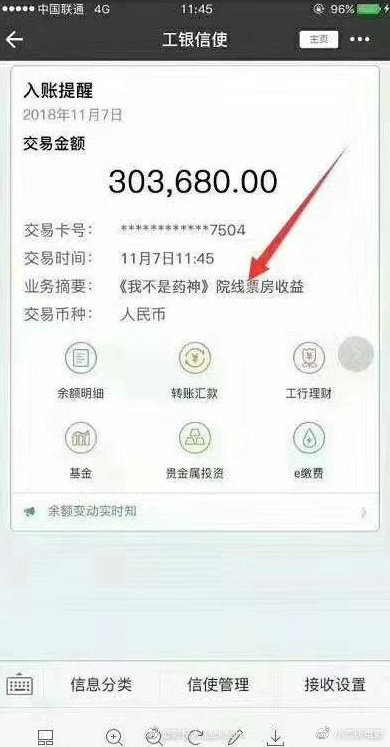 中国联通 4G 11:45 96%
工银信使 主页
入账提醒
2018年11月7日
交易金额
303,680.00
交易卡号: ************7504
交易时间: 11月7日11:45
业务摘要: 《我不是药神》院线票房收益
交易币种: 人民币
余额明细 转账汇款 工行理财
基金 贵金属投资 e缴费
余额变动实时知
信息分类 信使管理 接收设置